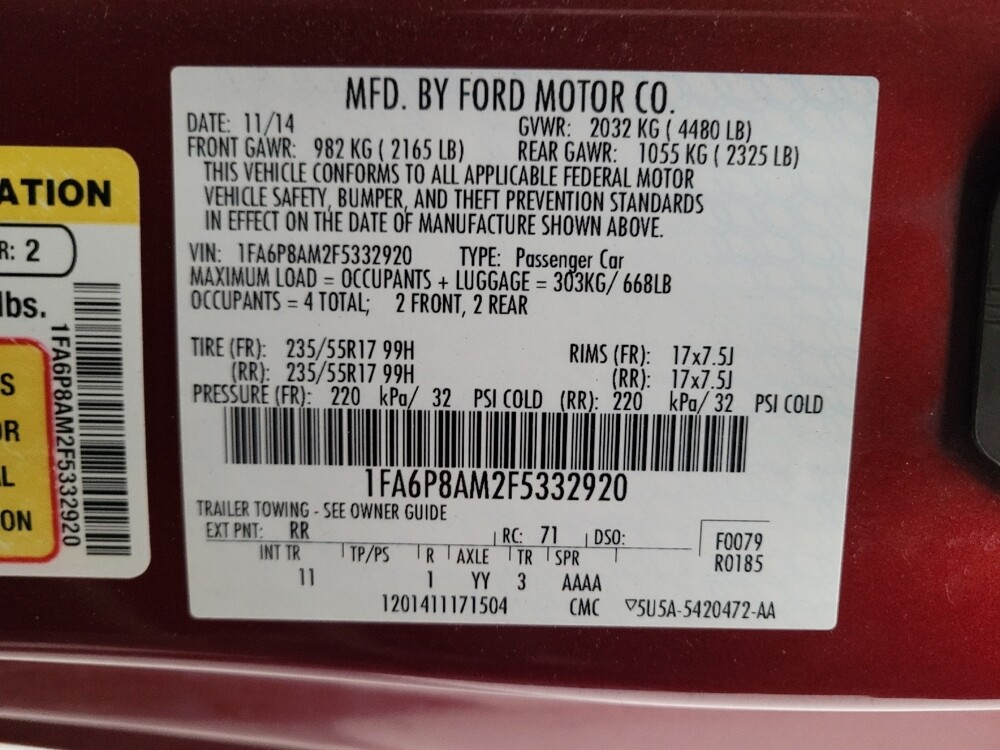 MFD. BY FORD MOTOR CO.
DATE: 11/14 GVWR: 2032 KG ( 4480 LB)
FRONT GAWR: 982 KG ( 2165 LB) REAR GAWR: 1055 KG ( 2325 LB)
THIS VEHICLE CONFORMS TO ALL APPLICABLE FEDERAL MOTOR
VEHICLE SAFETY, BUMPER, AND THEFT PREVENTION STANDARDS
IN EFFECT ON THE DATE OF MANUFACTURE SHOWN ABOVE.
VIN: 1FA6P8AM2F5332920 TYPE: Passenger Car
MAXIMUM LOAD = OCCUPANTS + LUGGAGE = 303KG/ 668LB
OCCUPANTS = 4 TOTAL; 2 FRONT, 2 REAR
TIRE (FR): 235/55R17 99H RIMS (FR): 17x7.5J
(RR): 235/55R17 99H (RR): 17x7.5J
PRESSURE (FR): 220 kPa/ 32 PSI COLD (RR): 220 kPa/ 32 PSI COLD
1FA6P8AM2F5332920
TRAILER TOWING - SEE OWNER GUIDE
EXT PNT: RR RC: 71 DSO:
F0079
R0185
INT TR TP/PS R AXLE TR SPR
11 1 YY 3 AAAA
1201411171504 CMC ▽5U5A-5420472-AA
ATION
R: 2
lbs.
1FA6P8AM2F5332920
S
OR
L
ON